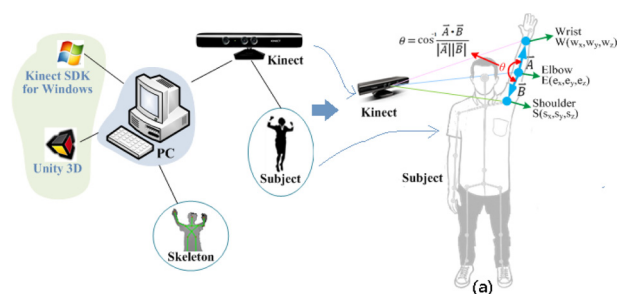 Kinect SDK
for Windows
Unity 3D
PC
Kinect
Subject
Skeleton
Kinect
Subject
θ = cos⁻¹ A⃗·B⃗ / |A⃗||B⃗|
θ
A⃗
B⃗
Wrist
W(wx,wy,wz)
Elbow
E(ex,ey,ez)
Shoulder
S(sx,sy,sz)
(a)